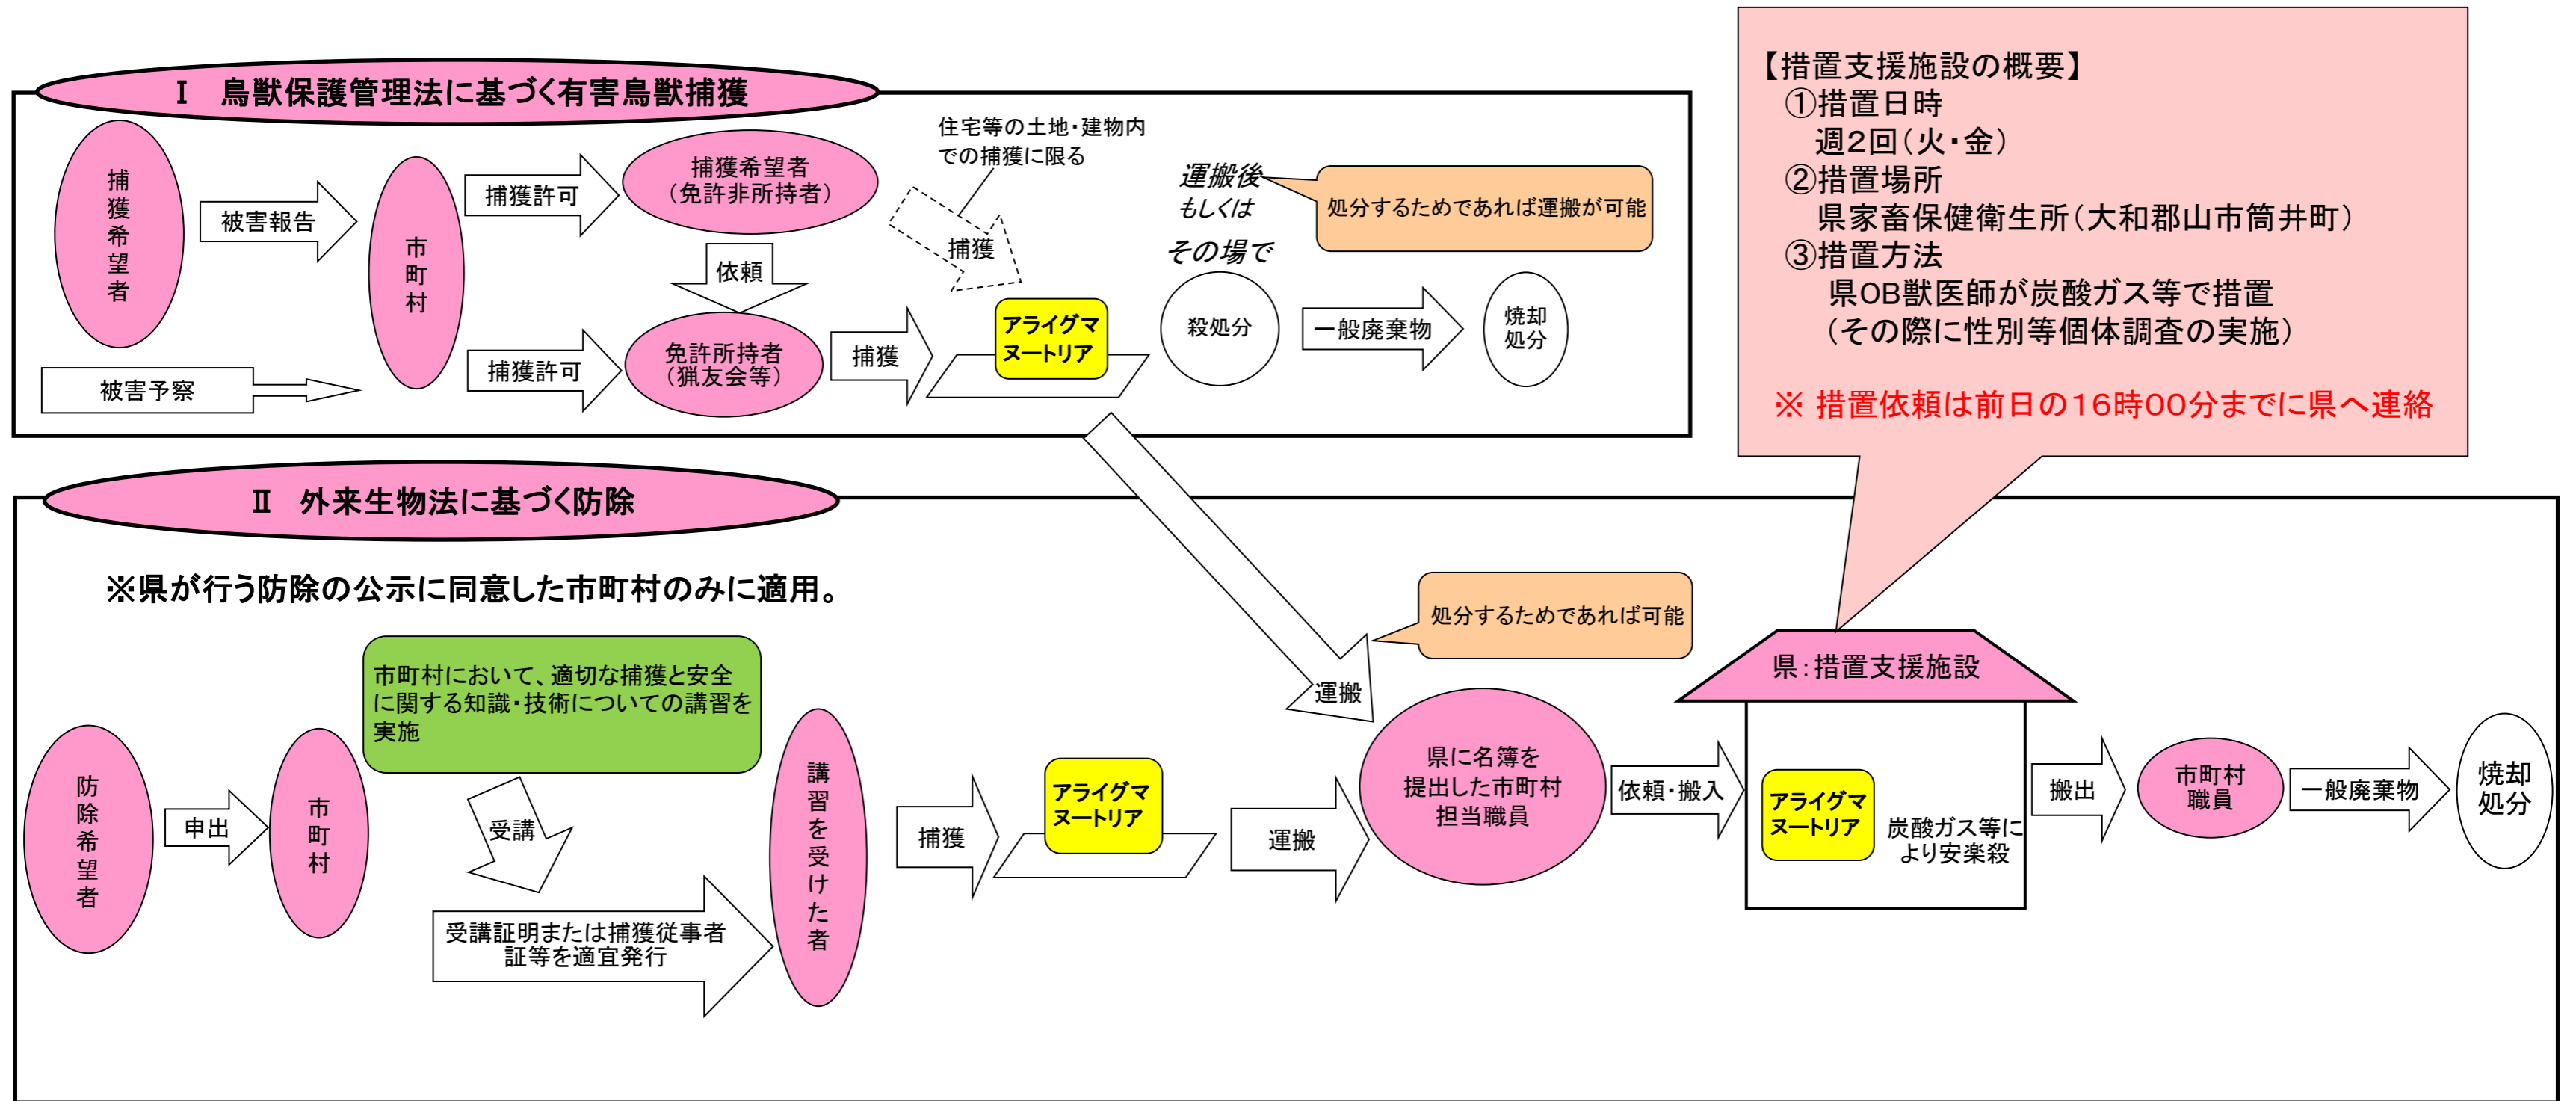 Ⅰ 鳥獣保護管理法に基づく有害鳥獣捕獲
捕獲希望者
被害報告
被害予察
市町村
捕獲許可
捕獲希望者
（免許非所持者）
依頼
捕獲許可
免許所持者
（猟友会等）
住宅等の土地・建物内
での捕獲に限る
捕獲
捕獲
アライグマ
ヌートリア
運搬後
もしくは
その場で
処分するためであれば運搬が可能
殺処分
一般廃棄物
焼却
処分
【措置支援施設の概要】
①措置日時
週2回（火・金）
②措置場所
県家畜保健衛生所（大和郡山市筒井町）
③措置方法
県OB獣医師が炭酸ガス等で措置
（その際に性別等個体調査の実施）
※ 措置依頼は前日の16時00分までに県へ連絡
Ⅱ 外来生物法に基づく防除
※県が行う防除の公示に同意した市町村のみに適用。
防除希望者
申出
市町村
市町村において、適切な捕獲と安全
に関する知識・技術についての講習を
実施
受講
受講証明または捕獲従事者
証等を適宜発行
講習を受けた者
捕獲
アライグマ
ヌートリア
運搬
運搬
処分するためであれば可能
県に名簿を
提出した市町村
担当職員
依頼・搬入
県：措置支援施設
アライグマ
ヌートリア
炭酸ガス等に
より安楽殺
搬出
市町村
職員
一般廃棄物
焼却
処分